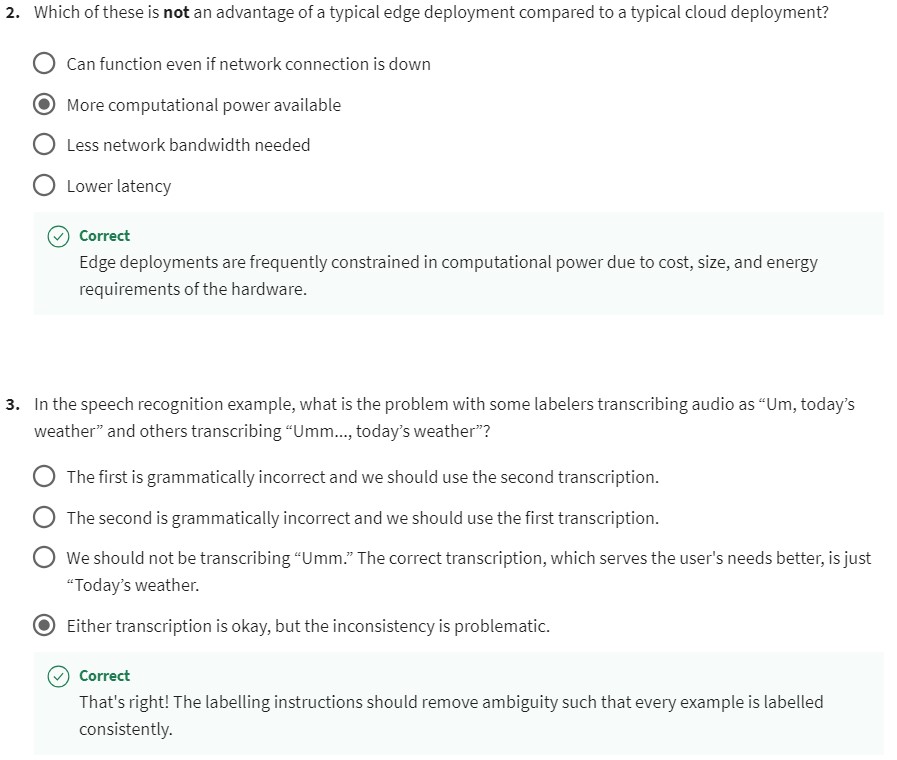 2. Which of these is not an advantage of a typical edge deployment compared to a typical cloud deployment?
Can function even if network connection is down
More computational power available
Less network bandwidth needed
Lower latency
Correct
Edge deployments are frequently constrained in computational power due to cost, size, and energy
requirements of the hardware.
3. In the speech recognition example, what is the problem with some labelers transcribing audio as “Um, today’s
weather” and others transcribing “Umm..., today’s weather”?
The first is grammatically incorrect and we should use the second transcription.
The second is grammatically incorrect and we should use the first transcription.
We should not be transcribing “Umm.” The correct transcription, which serves the user's needs better, is just
“Today’s weather.
Either transcription is okay, but the inconsistency is problematic.
Correct
That's right! The labelling instructions should remove ambiguity such that every example is labelled
consistently.